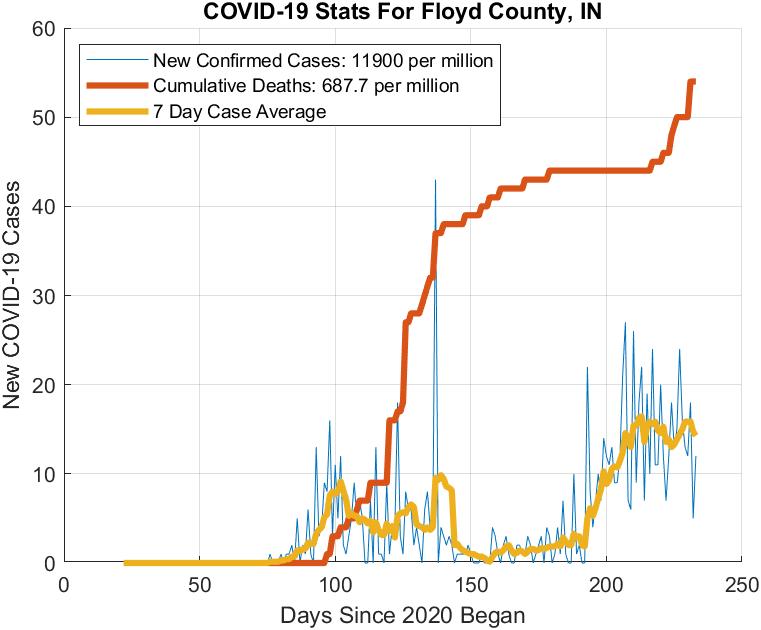 COVID-19 Stats For Floyd County, IN
New Confirmed Cases: 11900 per million
Cumulative Deaths: 687.7 per million
7 Day Case Average
New COVID-19 Cases
60
50
40
30
20
10
0
0 50 100 150 200 250
Days Since 2020 Began